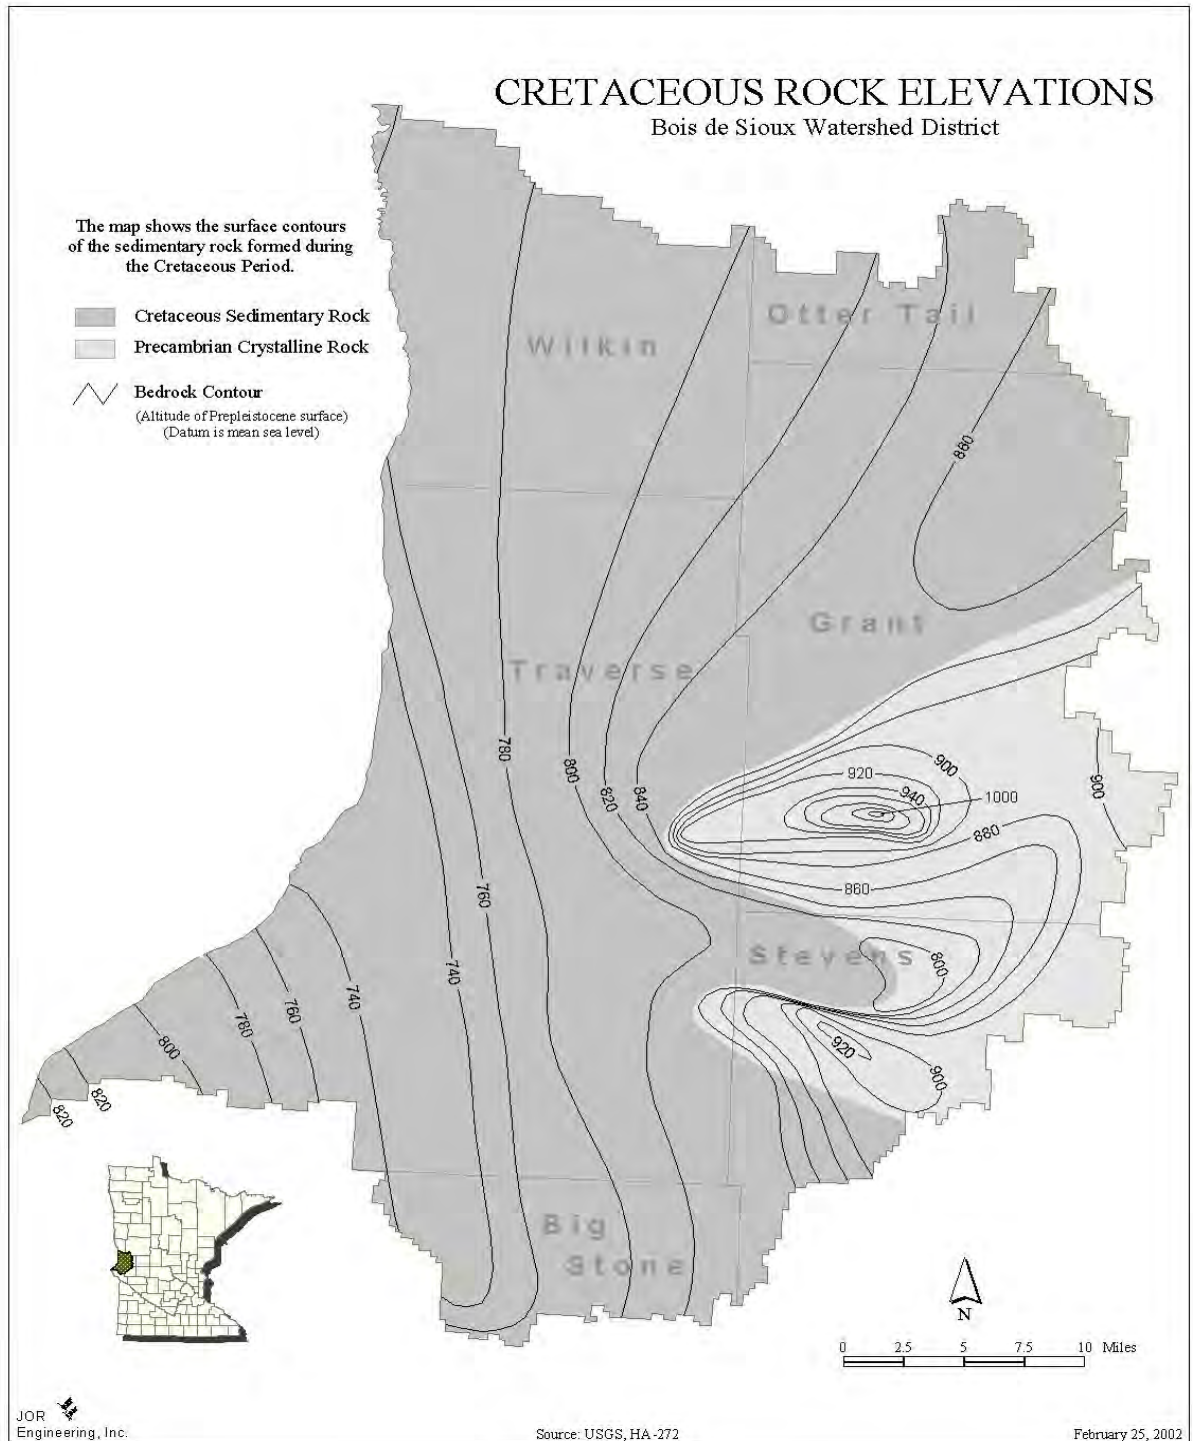 CRETACEOUS ROCK ELEVATIONS
Bois de Sioux Watershed District
The map shows the surface contours
of the sedimentary rock formed during
the Cretaceous Period.
Cretaceous Sedimentary Rock
Precambrian Crystalline Rock
Bedrock Contour
(Altitude of Prepleistocene surface)
(Datum is mean sea level)
Otter Tail
Wilkin
880
Grant
Traverse
780
800
820
840
900
920
940
1000
900
880
860
760
740
Stevens
800
740
760
780
800
820
820
920
900
Big
Stone
N
0 2.5 5 7.5 10 Miles
JOR
Engineering, Inc.
Source: USGS, HA-272
February 25, 2002